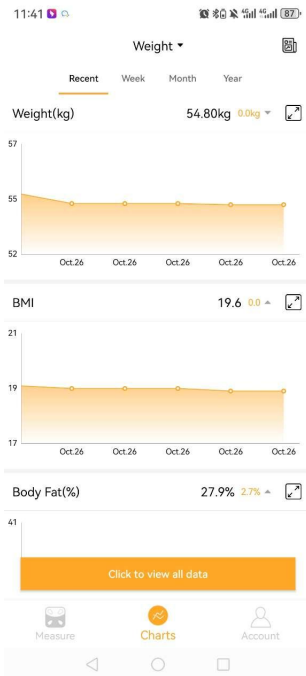 11:41 4G 4G 87
Weight
Recent Week Month Year
Weight(kg) 54.80kg 0.0kg
57
55
52
Oct.26 Oct.26 Oct.26 Oct.26 Oct.26
BMI 19.6 0.0
21
19
17
Oct.26 Oct.26 Oct.26 Oct.26 Oct.26
Body Fat(%) 27.9% 2.7%
41
Click to view all data
Measure Charts Account